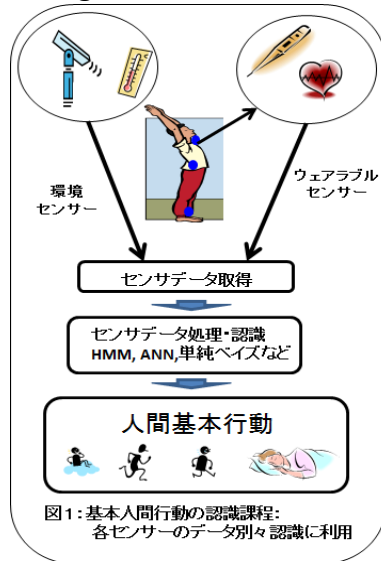 環境
センサー
ウェアラブル
センサー
センサデータ取得
センサデータ処理・認識
HMM, ANN,単純ベイズなど
人間基本行動
図1:基本人間行動の認識課程:
各センサーのデータ別々認識に利用